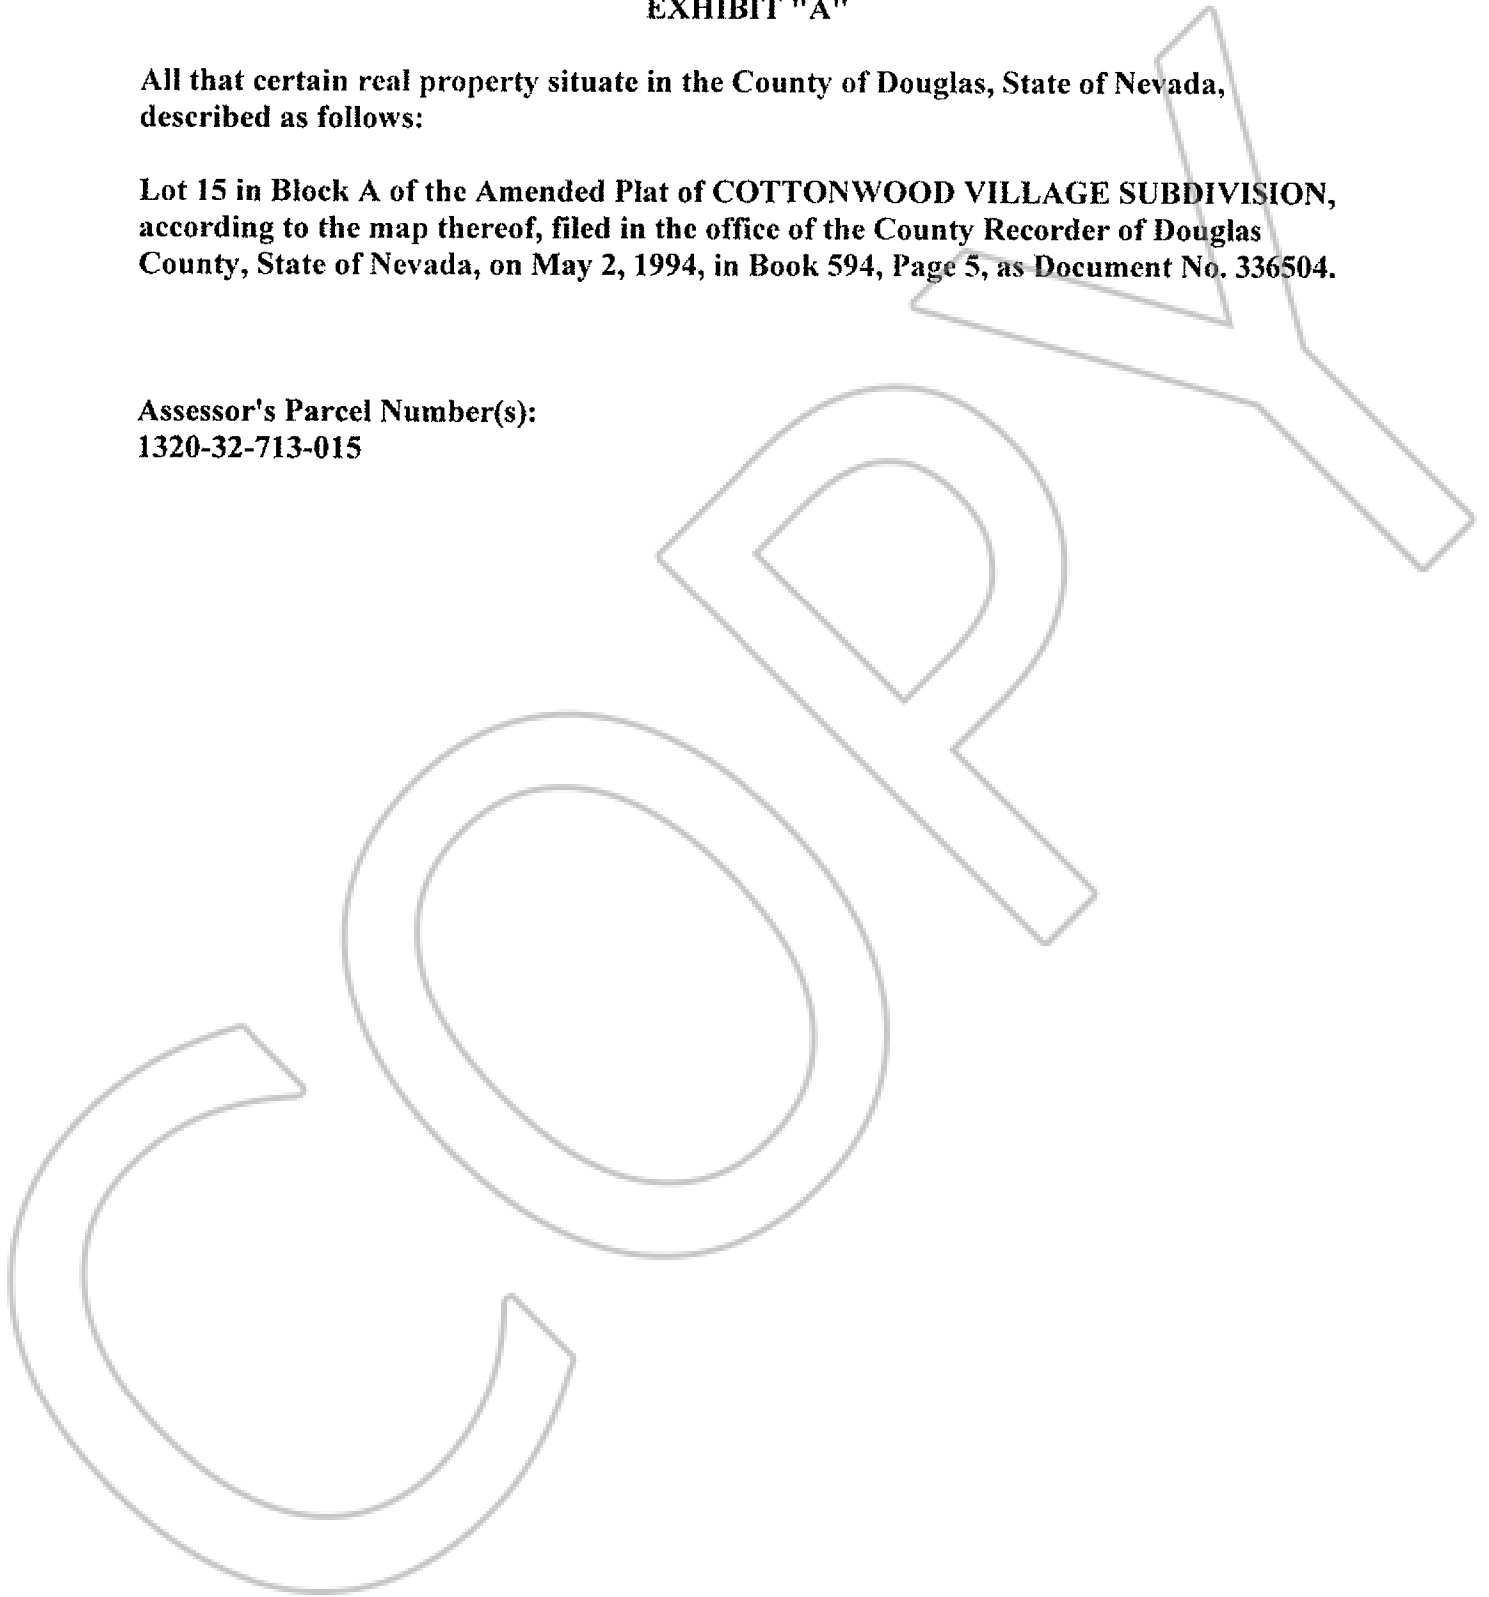 EXHIBIT "A"
All that certain real property situate in the County of Douglas, State of Nevada,
described as follows:
Lot 15 in Block A of the Amended Plat of COTTONWOOD VILLAGE SUBDIVISION,
according to the map thereof, filed in the office of the County Recorder of Douglas
County, State of Nevada, on May 2, 1994, in Book 594, Page 5, as Document No. 336504.
Assessor's Parcel Number(s):
1320-32-713-015
COPY